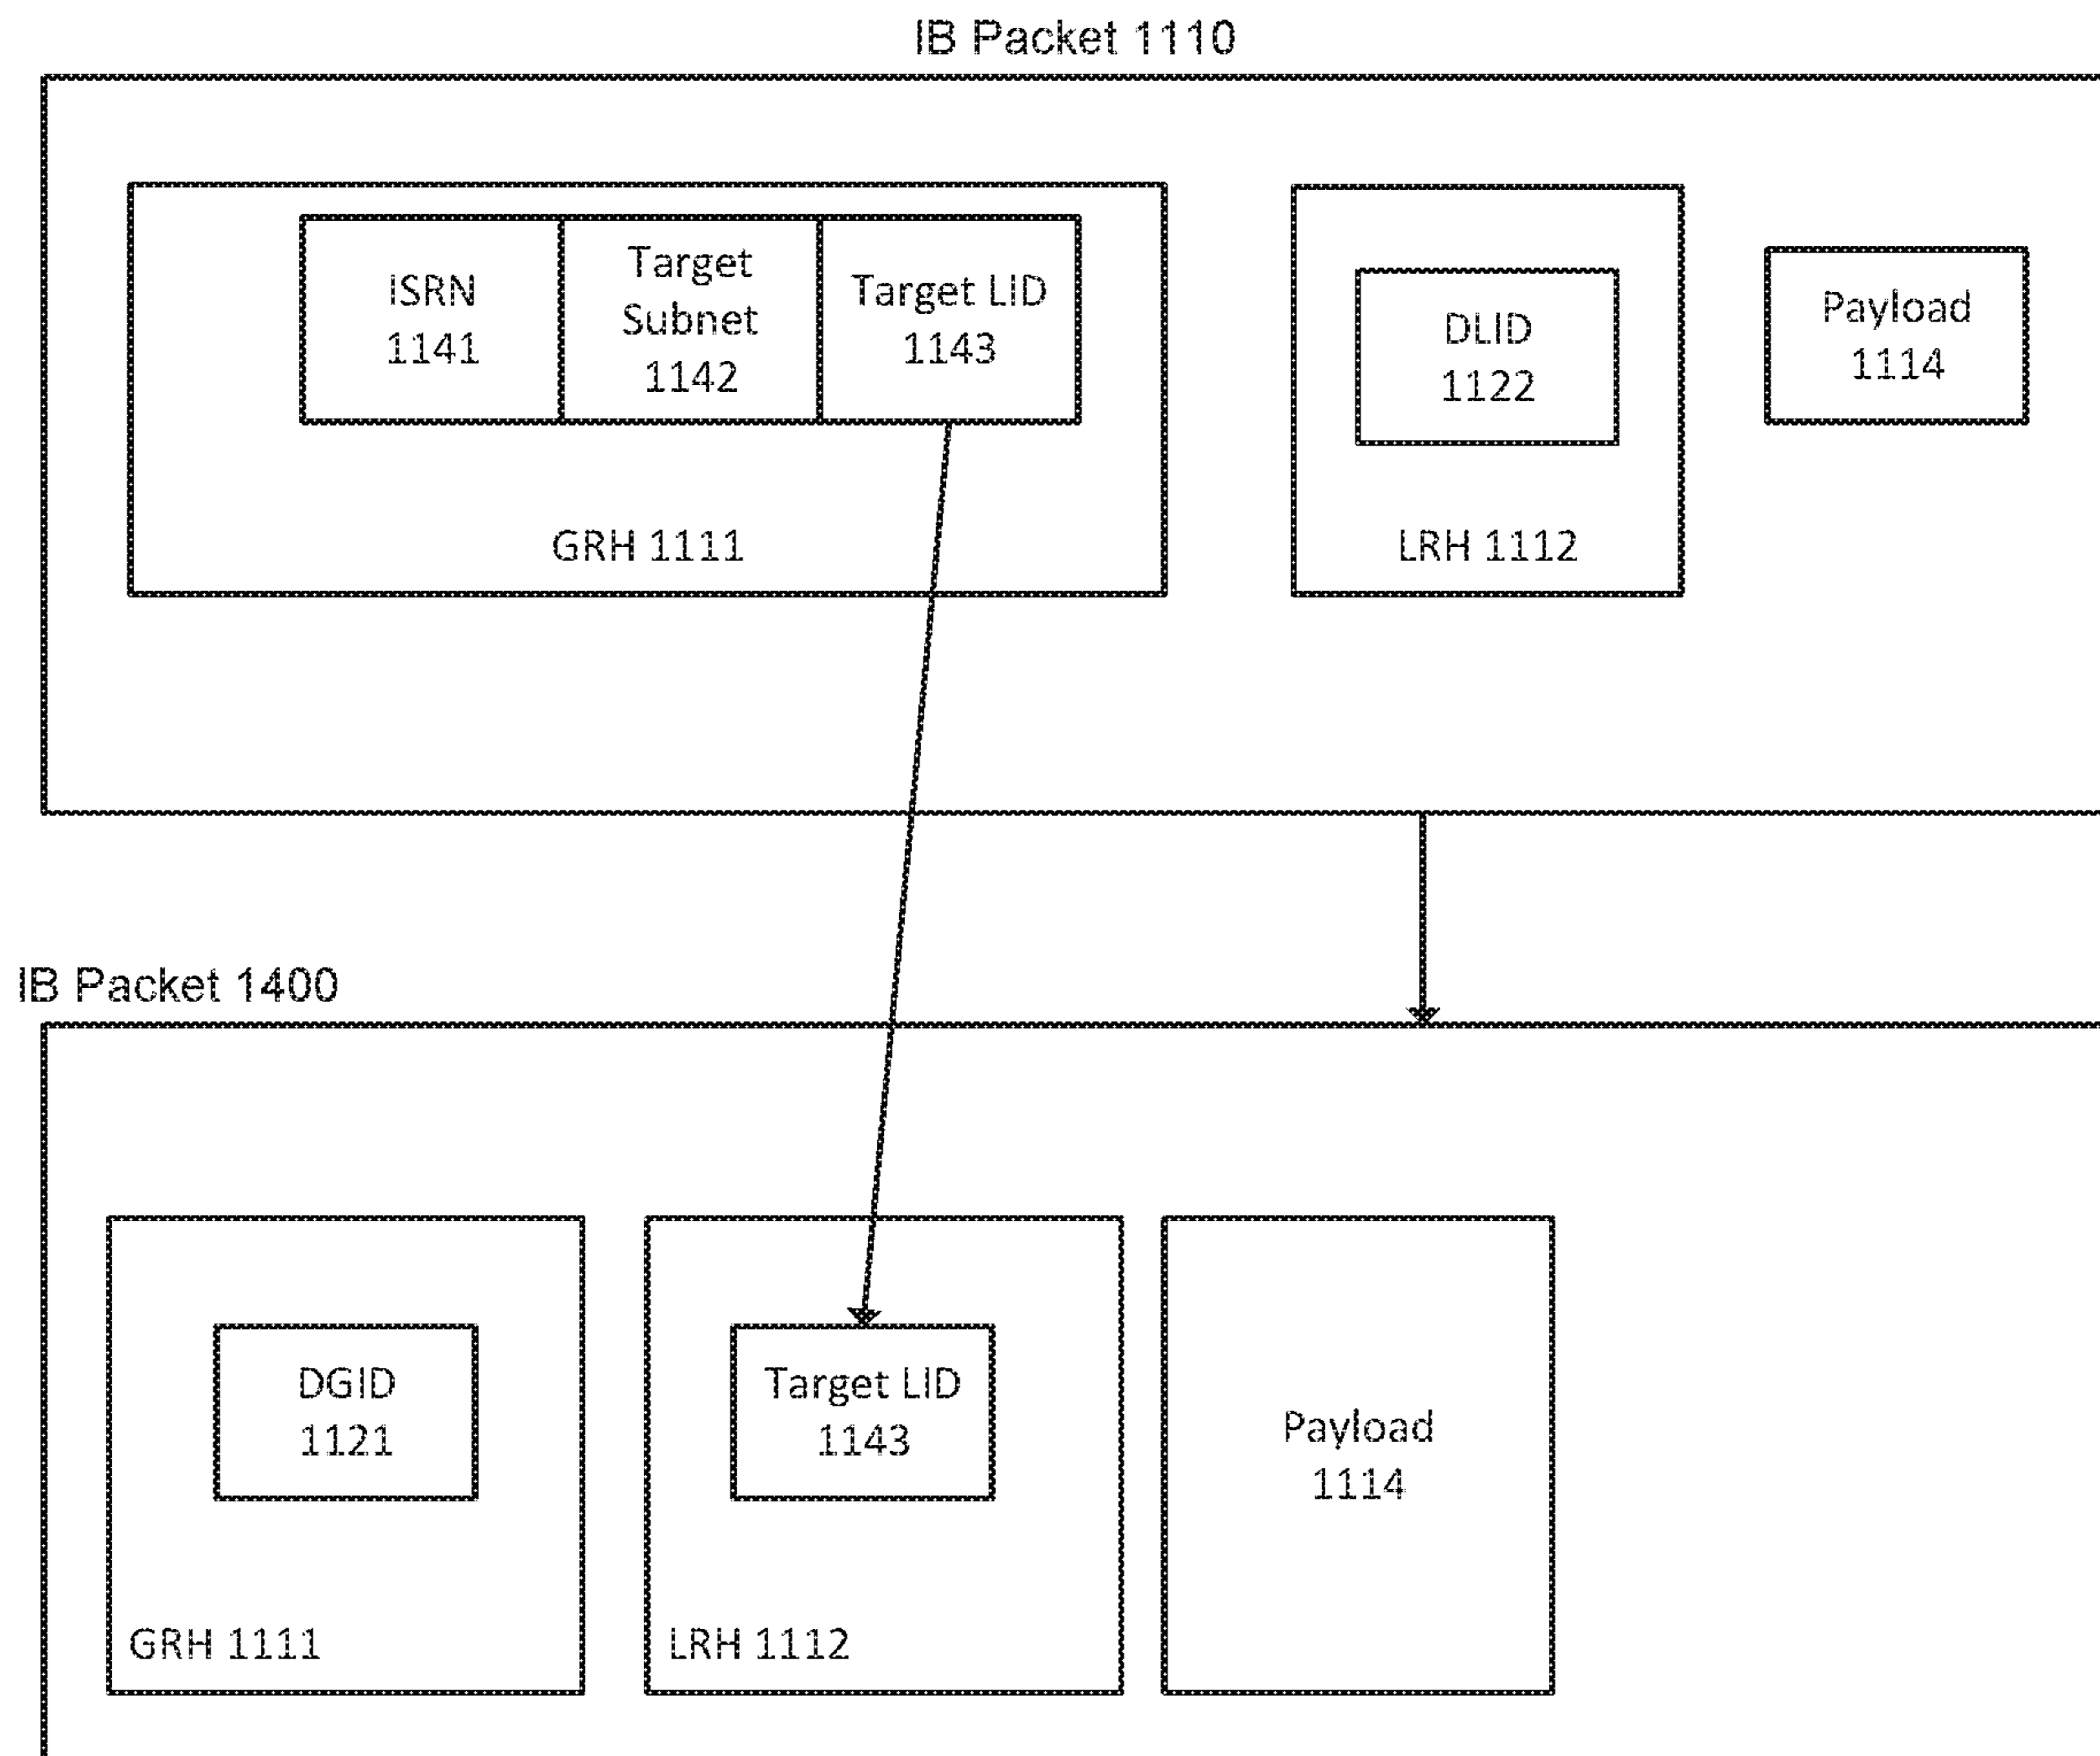 IB Packet 1110
ISRN
1141
Target
Subnet
1142
Target LID
1143
GRH 1111
DLID
1122
LRH 1112
Payload
1114
IB Packet 1400
DGID
1121
GRH 1111
Target LID
1143
LRH 1112
Payload
1114